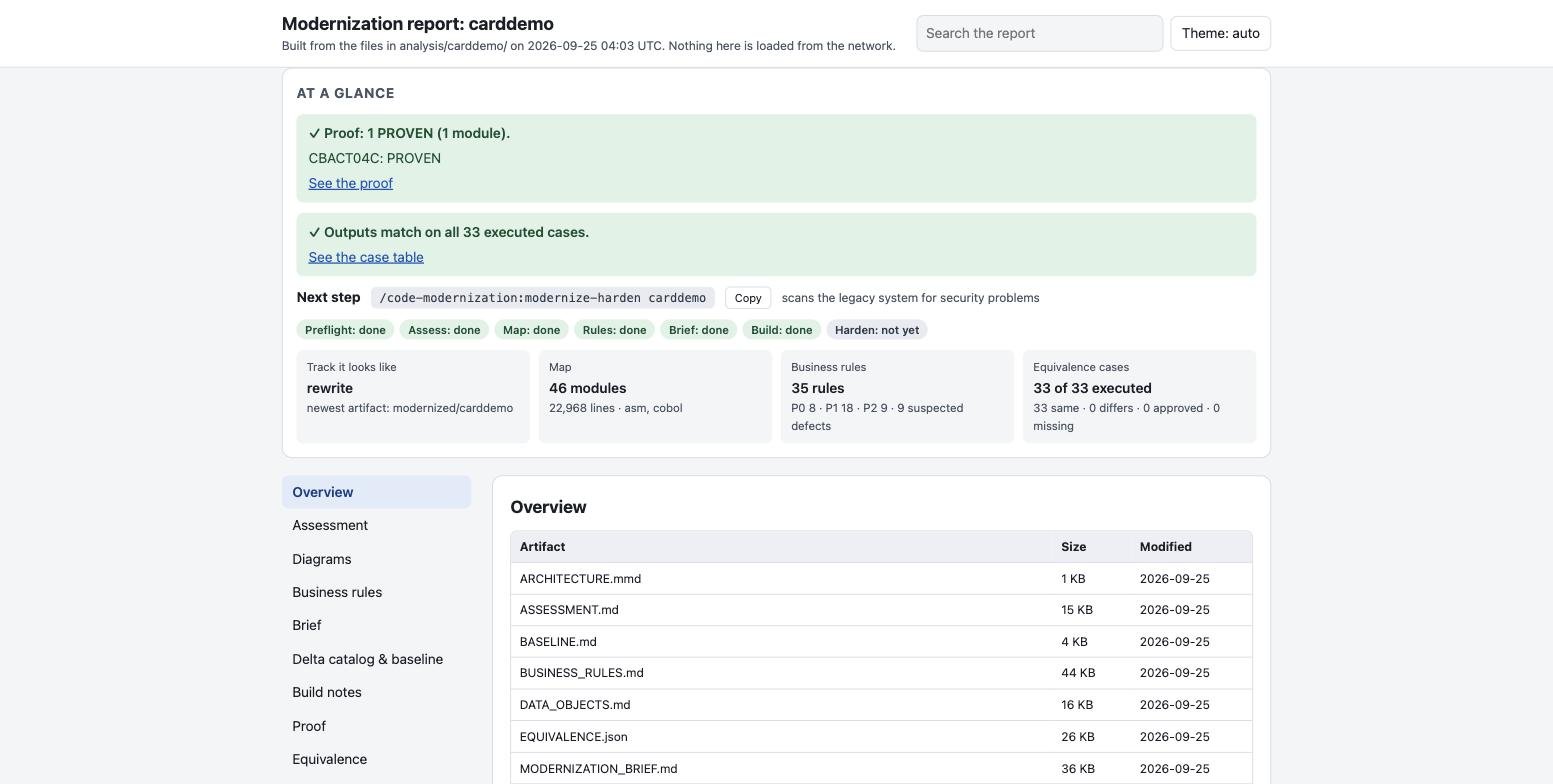 Modernization report: carddemo
Built from the files in analysis/carddemo/ on 2026-09-25 04:03 UTC. Nothing here is loaded from the network.
Search the report
Theme: auto
AT A GLANCE
✓ Proof: 1 PROVEN (1 module).
CBACT04C: PROVEN
See the proof
✓ Outputs match on all 33 executed cases.
See the case table
Next step /code-modernization:modernize-harden carddemo Copy scans the legacy system for security problems
Preflight: done Assess: done Map: done Rules: done Brief: done Build: done Harden: not yet
Track it looks like
rewrite
newest artifact: modernized/carddemo
Map
46 modules
22,968 lines · asm, cobol
Business rules
35 rules
P0 8 · P1 18 · P2 9 · 9 suspected
defects
Equivalence cases
33 of 33 executed
33 same · 0 differs · 0 approved · 0
missing
Overview
Assessment
Diagrams
Business rules
Brief
Delta catalog & baseline
Build notes
Proof
Equivalence
Overview
Artifact Size Modified
ARCHITECTURE.mmd 1 KB 2026-09-25
ASSESSMENT.md 15 KB 2026-09-25
BASELINE.md 4 KB 2026-09-25
BUSINESS_RULES.md 44 KB 2026-09-25
DATA_OBJECTS.md 16 KB 2026-09-25
EQUIVALENCE.json 26 KB 2026-09-25
MODERNIZATION_BRIEF.md 36 KB 2026-09-25